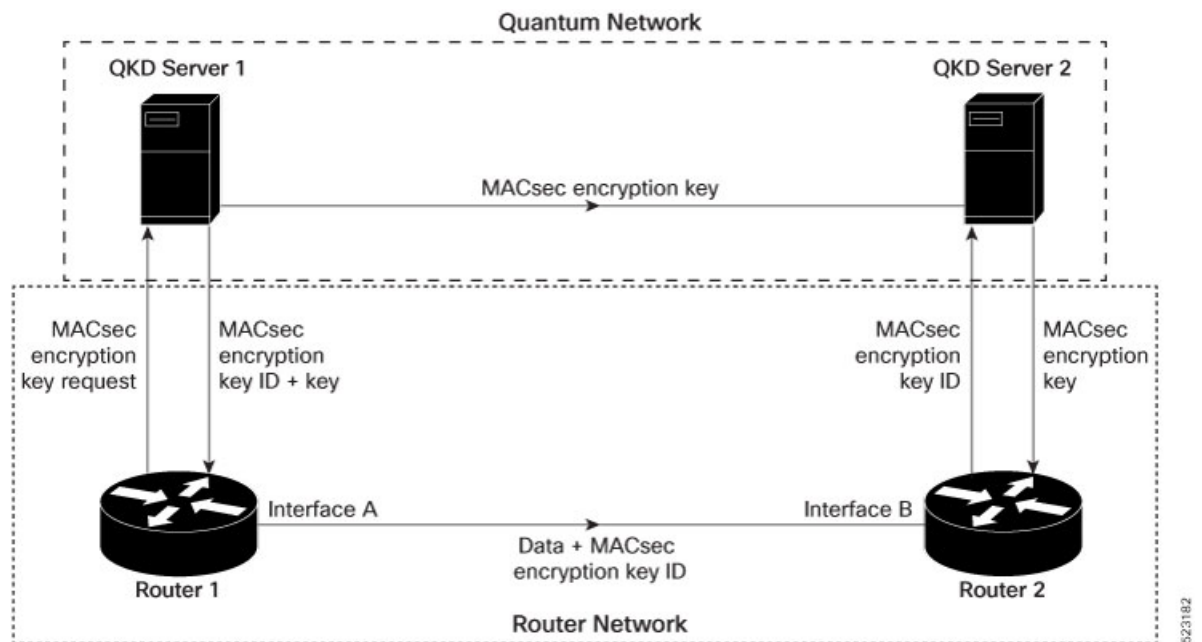 Quantum Network
QKD Server 1
QKD Server 2
MACsec encryption key
MACsec
encryption
key request
MACsec
encryption
key ID + key
MACsec
encryption
key ID
MACsec
encryption
key
Interface A
Interface B
Data + MACsec
encryption key ID
Router 1
Router 2
Router Network
523182